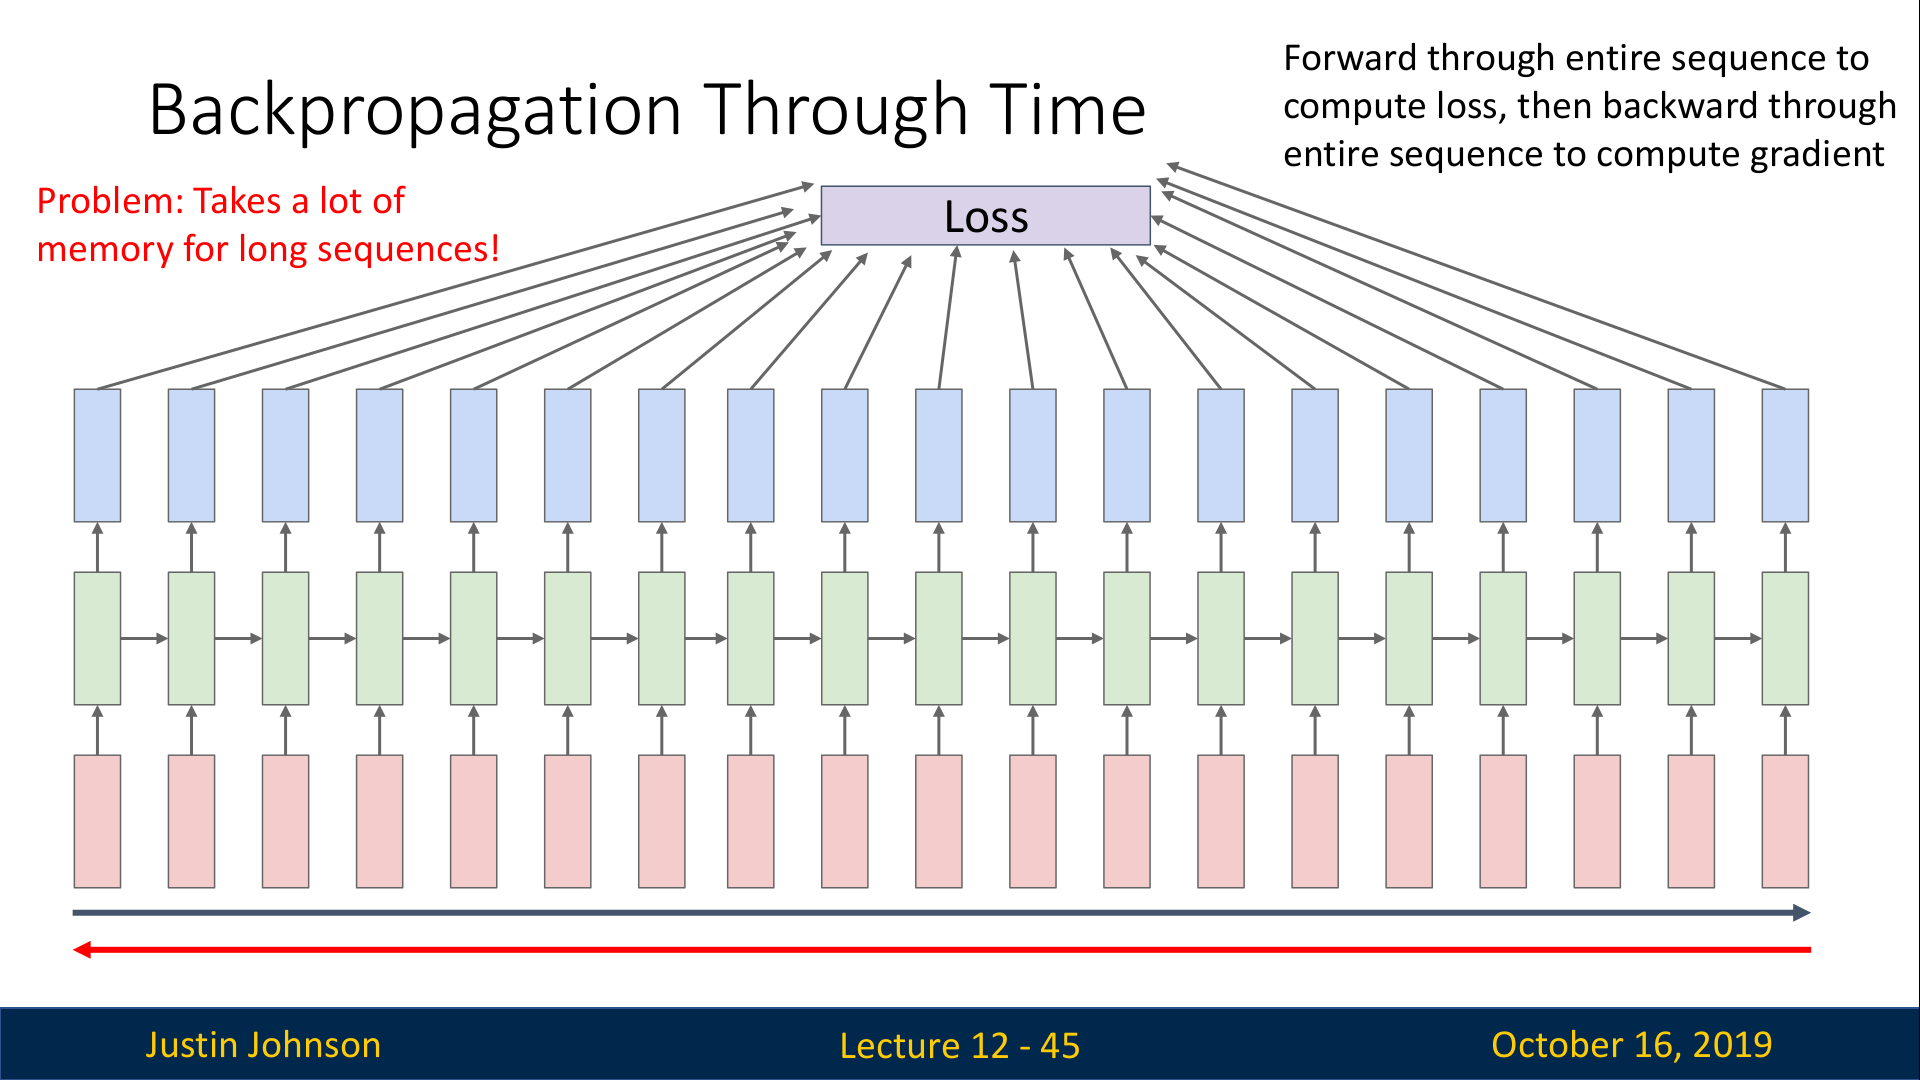 Backpropagation Through Time
Forward through entire sequence to
compute loss, then backward through
entire sequence to compute gradient
Problem: Takes a lot of
memory for long sequences!
Loss
Justin Johnson
Lecture 12 - 45
October 16, 2019